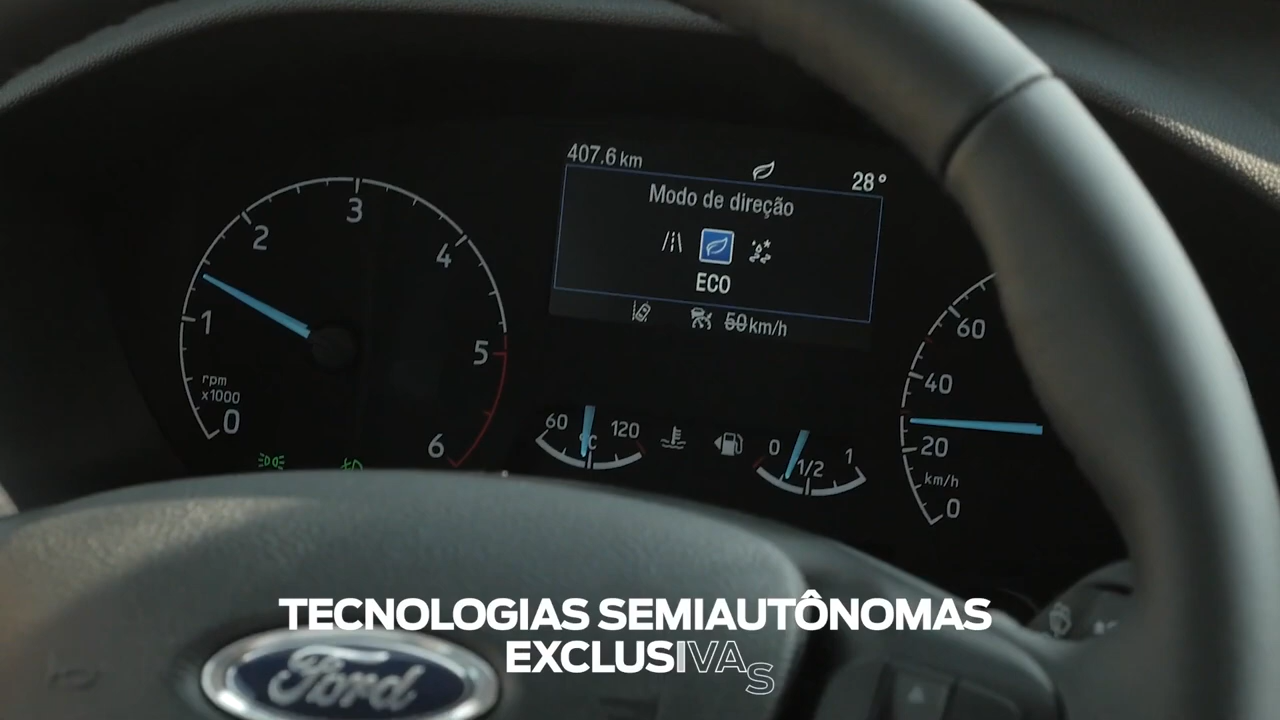 407.6 km
28°
Modo de direção
ECO
50 km/h
0
1
2
3
4
5
6
rpm
x1000
60
°C
120
0
1/2
1
60
40
20
km/h
0
TECNOLOGIAS SEMIAUTÔNOMAS
EXCLUSIVAS
Ford